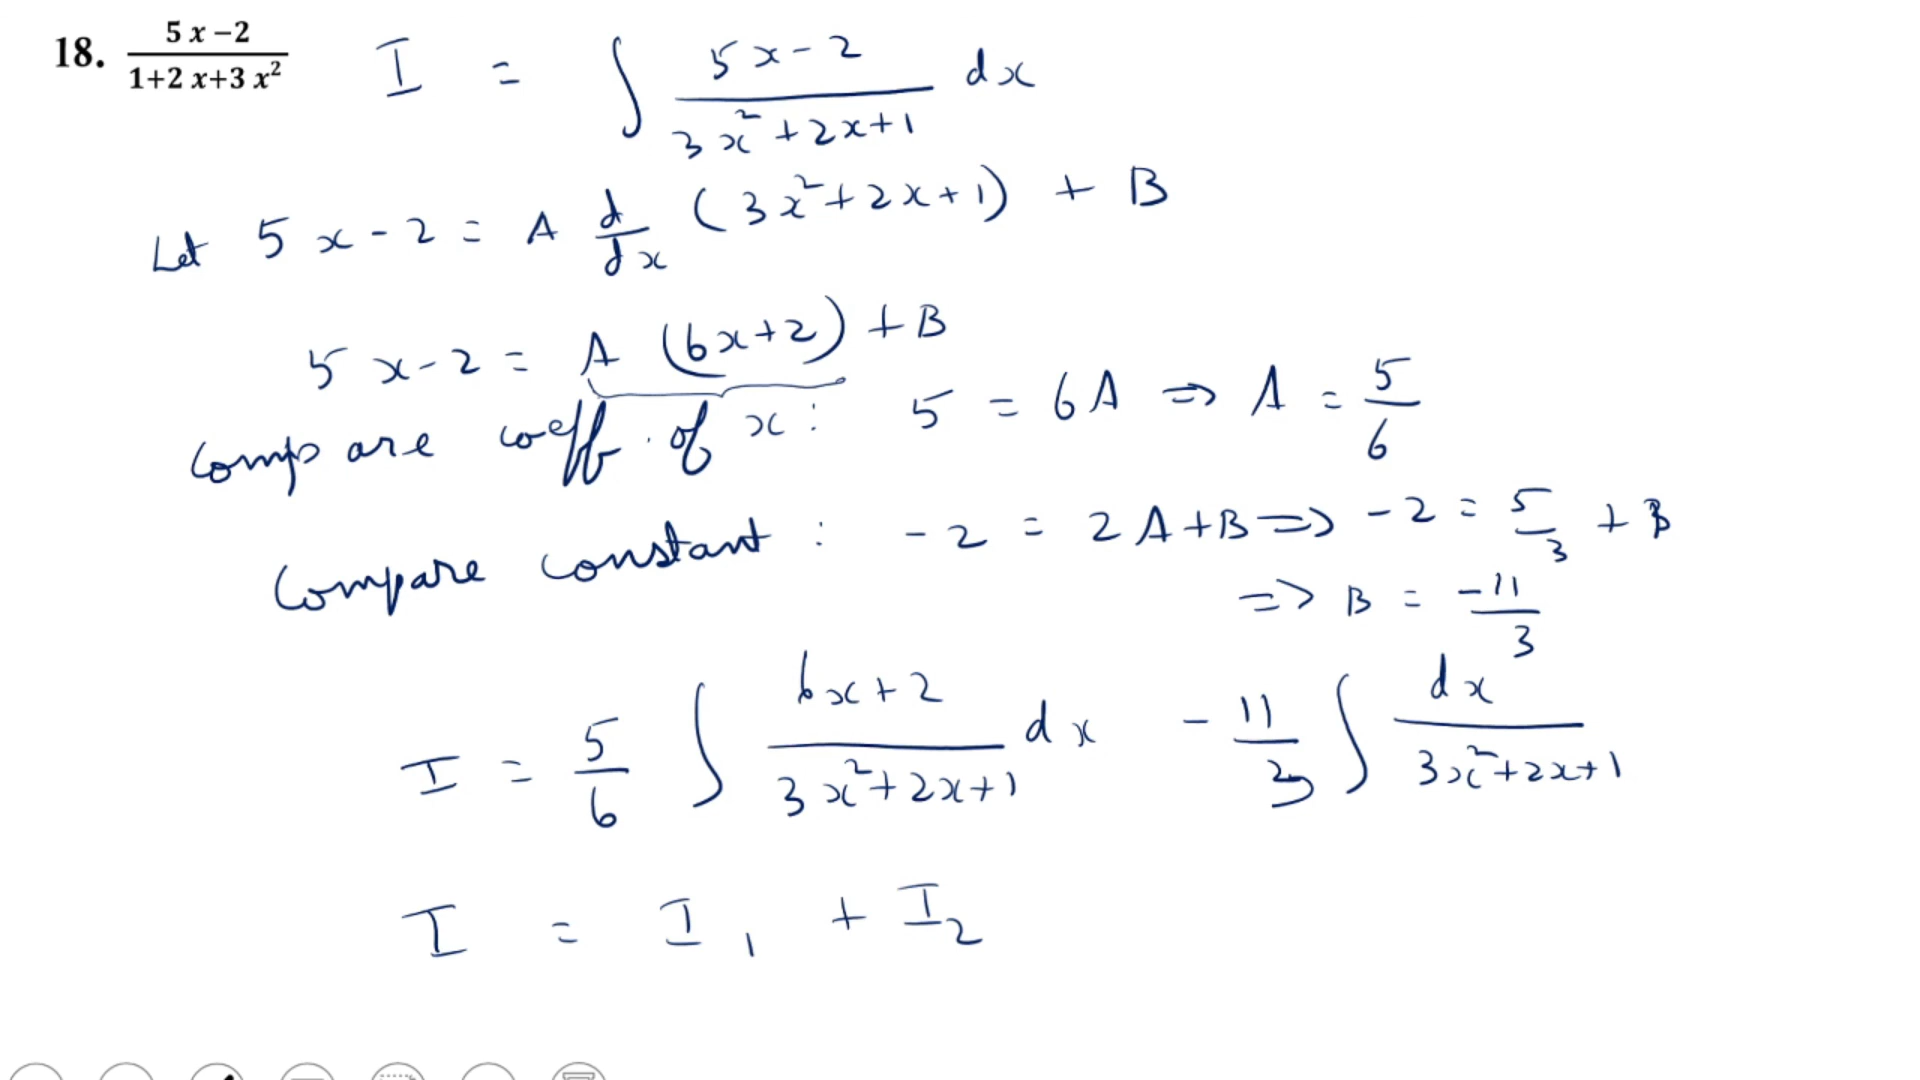 18. (5x−2)/(1+2x+3x²)   I = ∫ (5x−2)/(3x²+2x+1) dx
Let 5x−2 = A d/dx (3x²+2x+1) + B
5x−2 = A (6x+2) + B
Compare coeff. of x : 5 = 6A ⇒ A = 5/6
Compare constant : −2 = 2A+B ⇒ −2 = 5/3 + B
⇒ B = −11/3
I = 5/6 ∫ (6x+2)/(3x²+2x+1) dx − 11/3 ∫ dx/(3x²+2x+1)
I = I₁ + I₂